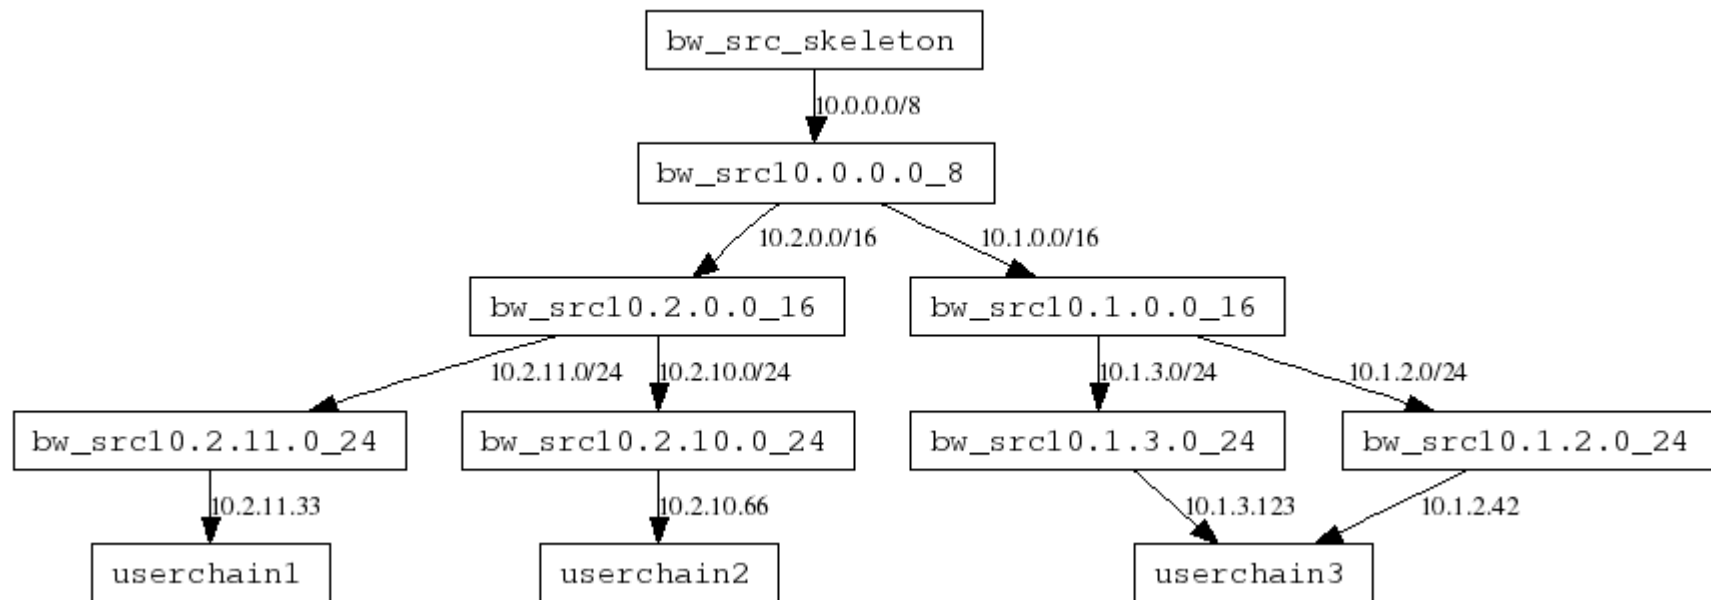 bw_src_skeleton
10.0.0.0/8
bw_src10.0.0.0_8
10.2.0.0/16
10.1.0.0/16
bw_src10.2.0.0_16
bw_src10.1.0.0_16
10.2.11.0/24
10.2.10.0/24
10.1.3.0/24
10.1.2.0/24
bw_src10.2.11.0_24
bw_src10.2.10.0_24
bw_src10.1.3.0_24
bw_src10.1.2.0_24
10.2.11.33
10.2.10.66
10.1.3.123
10.1.2.42
userchain1
userchain2
userchain3